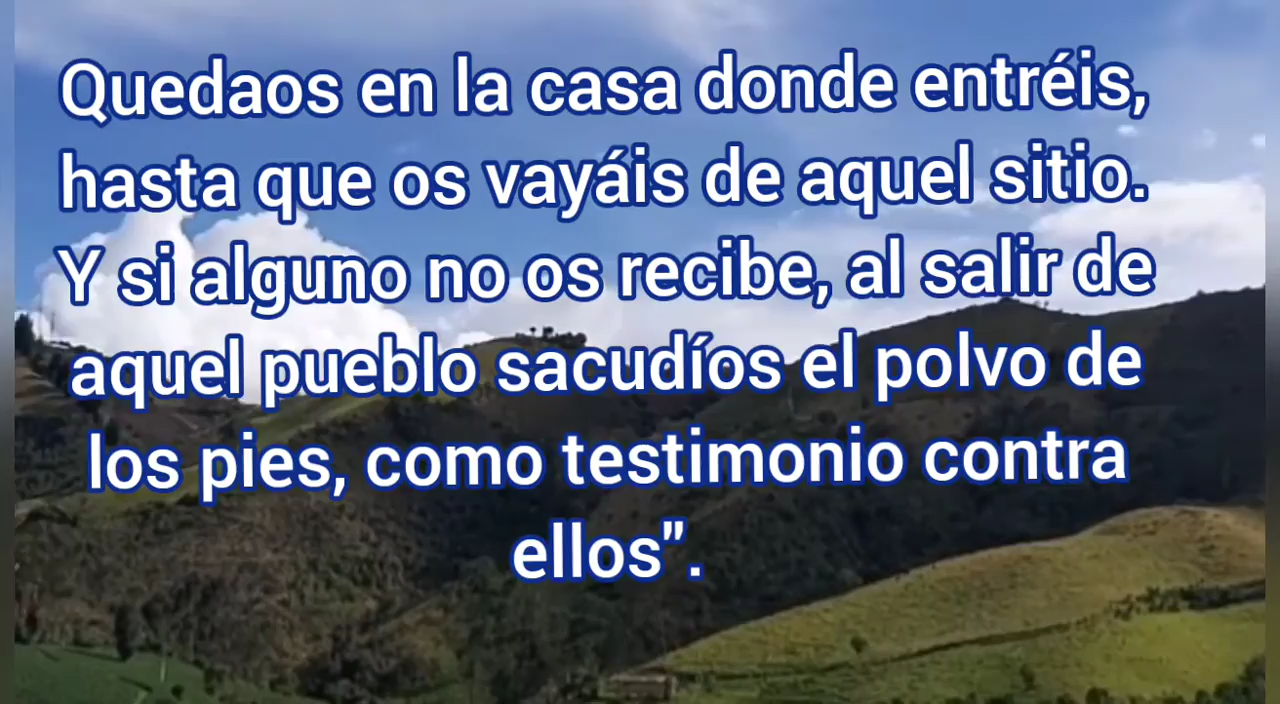 Quedaos en la casa donde entréis,
hasta que os vayáis de aquel sitio.
Y si alguno no os recibe, al salir de
aquel pueblo sacudíos el polvo de
los pies, como testimonio contra
ellos".